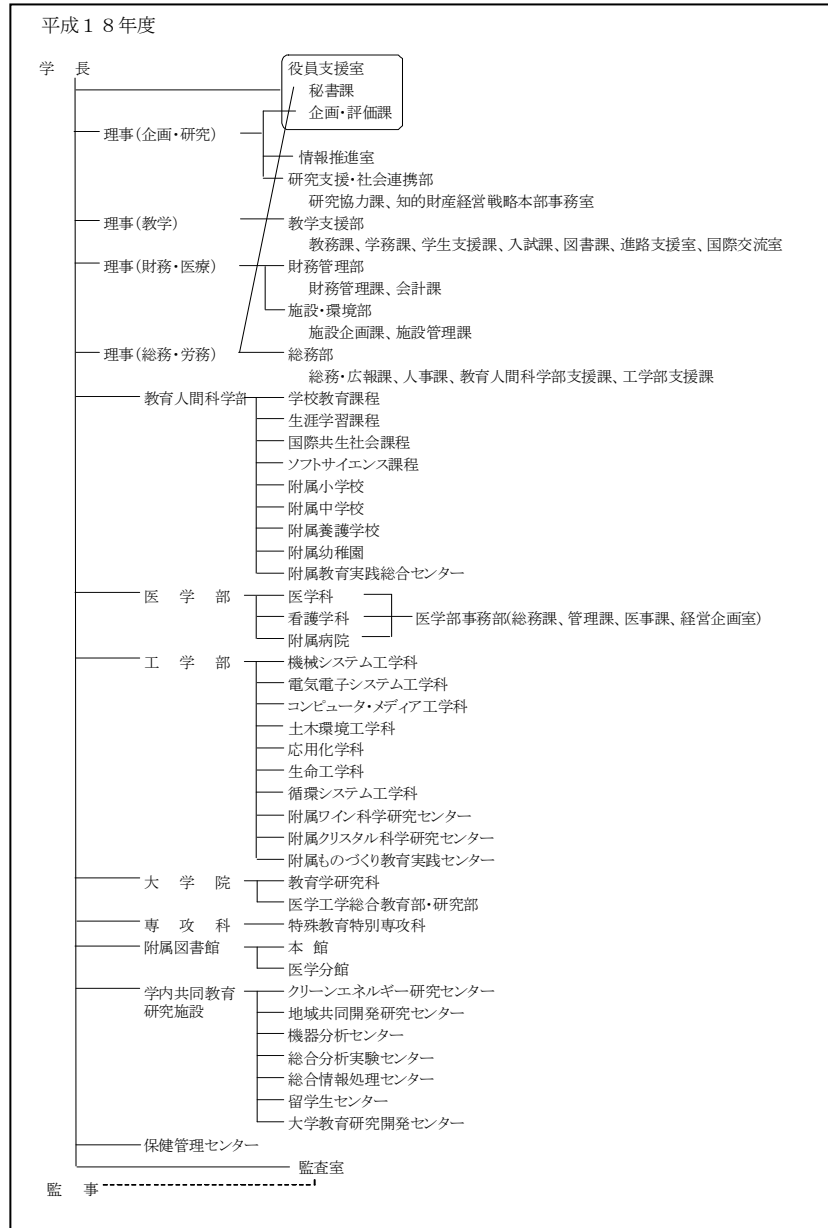 平成１８年度
学　長
役員支援室
秘書課
企画・評価課
理事（企画・研究）
情報推進室
研究支援・社会連携部
研究協力課、知的財産経営戦略本部事務室
理事（教学）　教学支援部
教務課、学務課、学生支援課、入試課、図書課、進路支援室、国際交流室
理事（財務・医療）　財務管理部
財務管理課、会計課
施設・環境部
施設企画課、施設管理課
理事（総務・労務）　総務部
総務・広報課、人事課、教育人間科学部支援課、工学部支援課
教育人間科学部　学校教育課程
生涯学習課程
国際共生社会課程
ソフトサイエンス課程
附属小学校
附属中学校
附属養護学校
附属幼稚園
附属教育実践総合センター
医　学　部　医学科
看護学科　医学部事務部(総務課、管理課、医事課、経営企画室)
附属病院
工　学　部　機械システム工学科
電気電子システム工学科
コンピュータ・メディア工学科
土木環境工学科
応用化学科
生命工学科
循環システム工学科
附属ワイン科学研究センター
附属クリスタル科学研究センター
附属ものづくり教育実践センター
大　学　院　教育学研究科
医学工学総合教育部・研究部
専　攻　科　特殊教育特別専攻科
附属図書館　本　館
医学分館
学内共同教育　クリーンエネルギー研究センター
研究施設　地域共同開発研究センター
機器分析センター
総合分析実験センター
総合情報処理センター
留学生センター
大学教育研究開発センター
保健管理センター
監査室
監　事